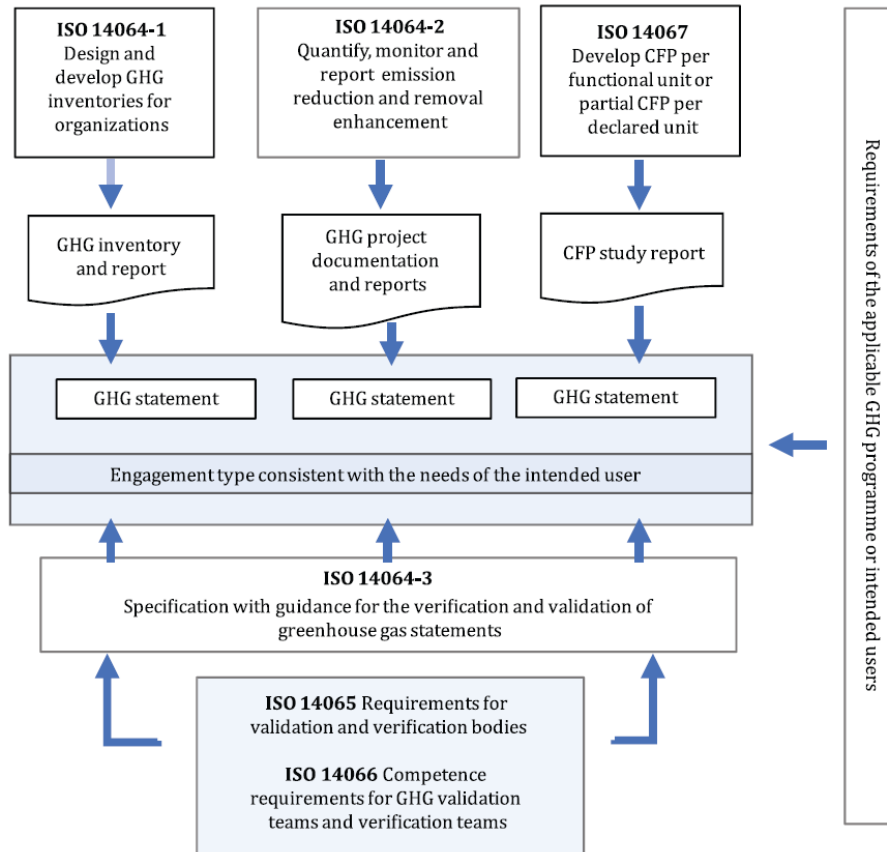 ISO 14064-1
Design and
develop GHG
inventories for
organizations
ISO 14064-2
Quantify, monitor and
report emission
reduction and removal
enhancement
ISO 14067
Develop CFP per
functional unit or
partial CFP per
declared unit
GHG inventory
and report
GHG project
documentation
and reports
CFP study report
GHG statement
GHG statement
GHG statement
Engagement type consistent with the needs of the intended user
ISO 14064-3
Specification with guidance for the verification and validation of
greenhouse gas statements
ISO 14065 Requirements for
validation and verification bodies
ISO 14066 Competence
requirements for GHG validation
teams and verification teams
Requirements of the applicable GHG programme or intended users